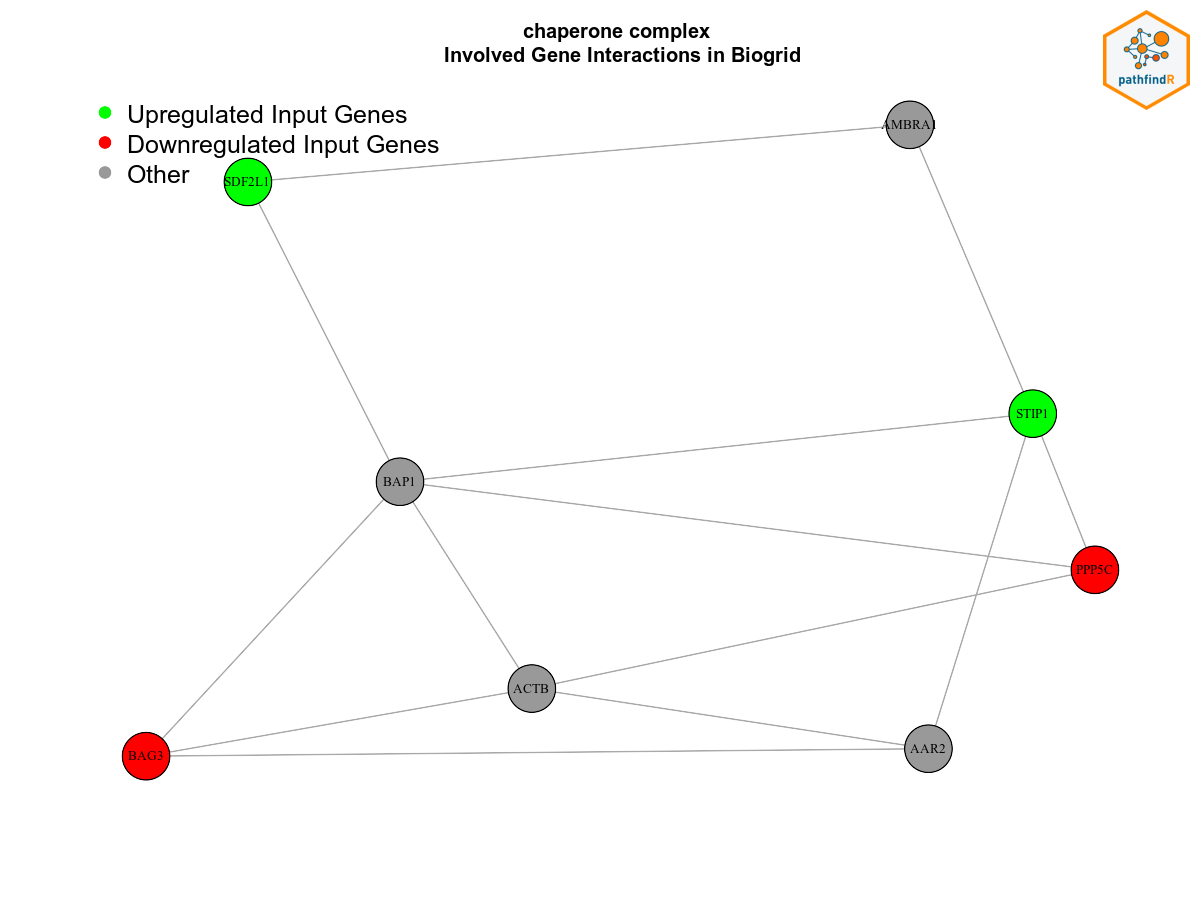 chaperone complex
Involved Gene Interactions in Biogrid
pathfindR
Upregulated Input Genes
Downregulated Input Genes
Other
AMBRA1
SDF2L1
STIP1
BAP1
PPP5C
ACTB
BAG3
AAR2